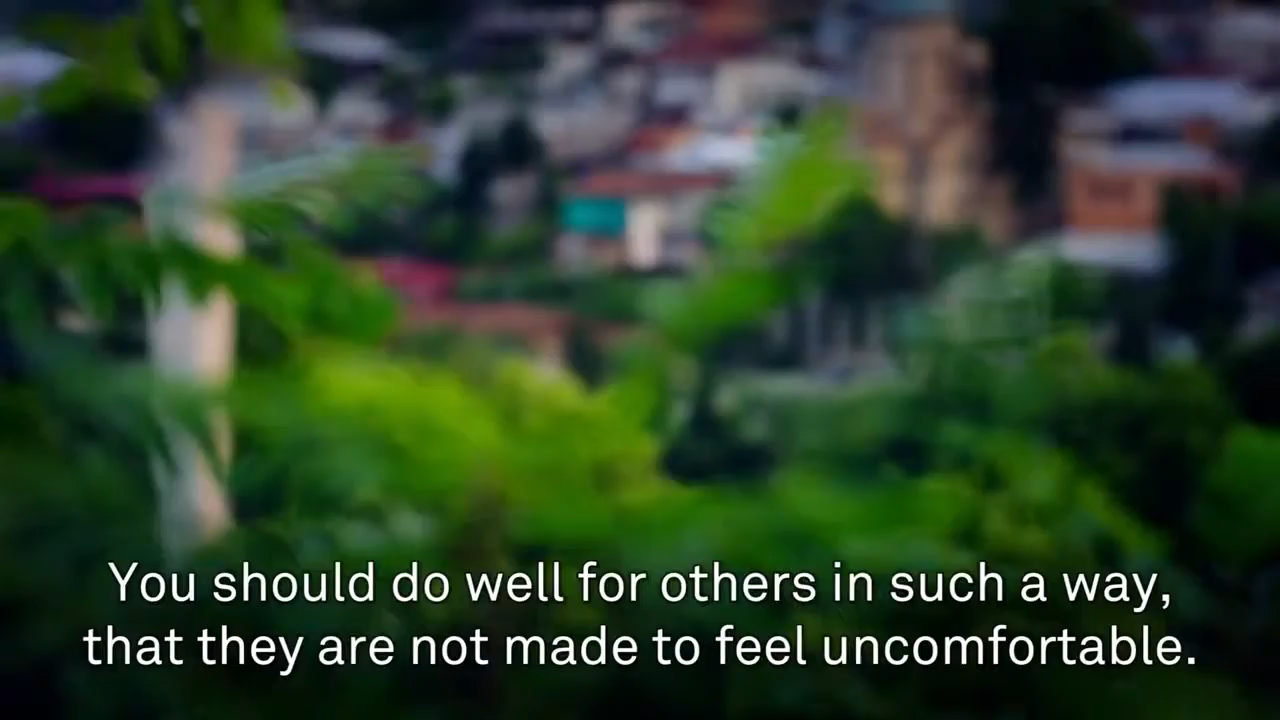 You should do well for others in such a way,
that they are not made to feel uncomfortable.